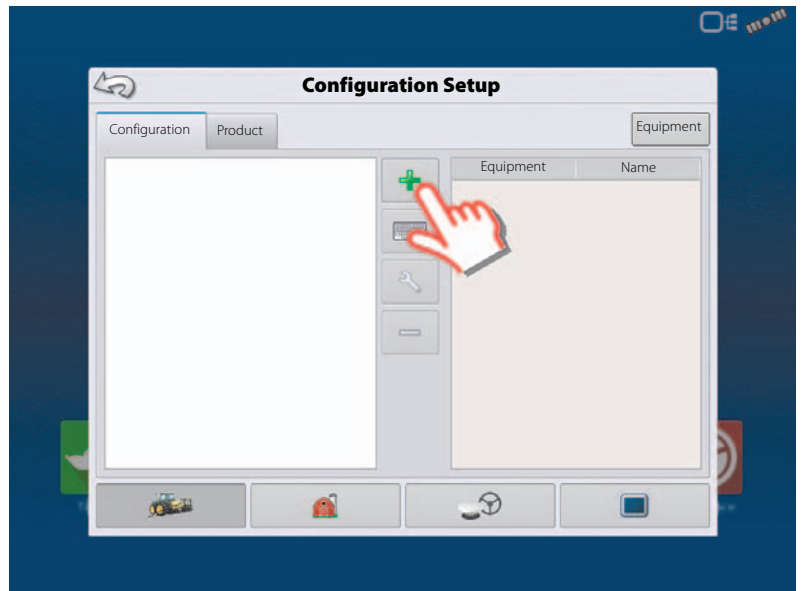 Configuration Setup
Configuration
Product
Equipment
Equipment
Name